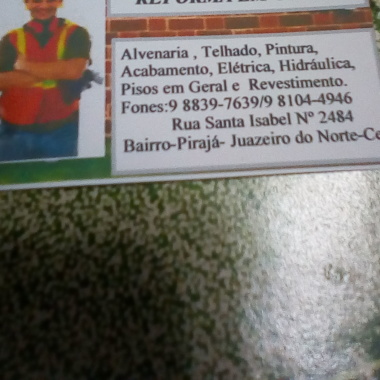 Alvenaria , Telhado, Pintura,
Acabamento, Elétrica, Hidráulica,
Pisos em Geral e Revestimento.
Fones:9 8839-7639/9 8104-4946
Rua Santa Isabel Nº 2484
Bairro-Pirajá- Juazeiro do Norte-Ce